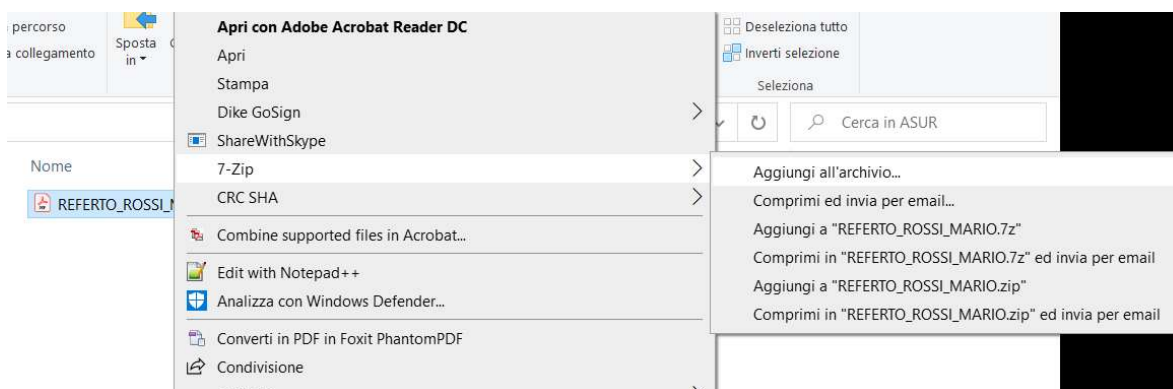 percorso
collegamento
Sposta
in
Apri con Adobe Acrobat Reader DC
Apri
Stampa
Dike GoSign
ShareWithSkype
7-Zip
CRC SHA
Combine supported files in Acrobat...
Edit with Notepad++
Analizza con Windows Defender...
Converti in PDF in Foxit PhantomPDF
Condivisione
Deseleziona tutto
Inverti selezione
Seleziona
Cerca in ASUR
Nome
REFERTO_ROSSI_
Aggiungi all'archivio...
Comprimi ed invia per email...
Aggiungi a "REFERTO_ROSSI_MARIO.7z"
Comprimi in "REFERTO_ROSSI_MARIO.7z" ed invia per email
Aggiungi a "REFERTO_ROSSI_MARIO.zip"
Comprimi in "REFERTO_ROSSI_MARIO.zip" ed invia per email